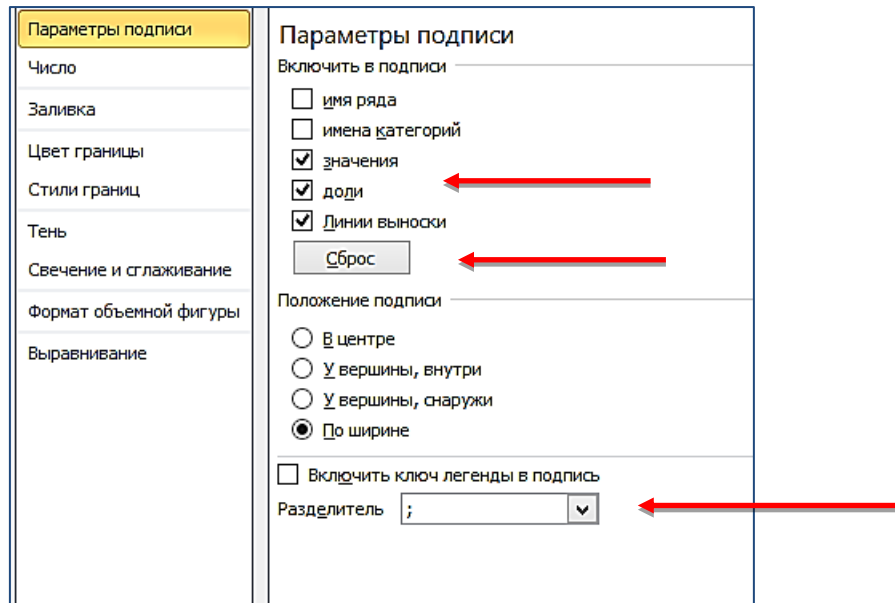 Параметры подписи
Число
Заливка
Цвет границы
Стили границ
Тень
Свечение и сглаживание
Формат объемной фигуры
Выравнивание
Параметры подписи
Включить в подписи
имя ряда
имена категорий
значения
доли
Линии выноски
Сброс
Положение подписи
В центре
У вершины, внутри
У вершины, снаружи
По ширине
Включить ключ легенды в подпись
Разделитель ;